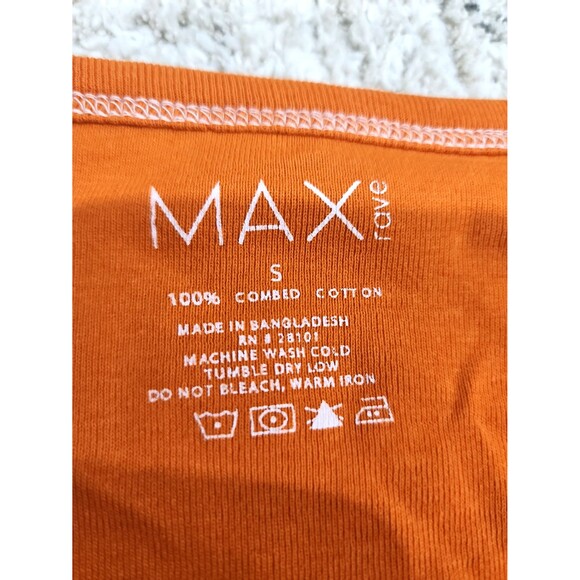 MAX rave
S
100% COMBED COTTON
MADE IN BANGLADESH
RN # 28101
MACHINE WASH COLD
TUMBLE DRY LOW
DO NOT BLEACH, WARM IRON